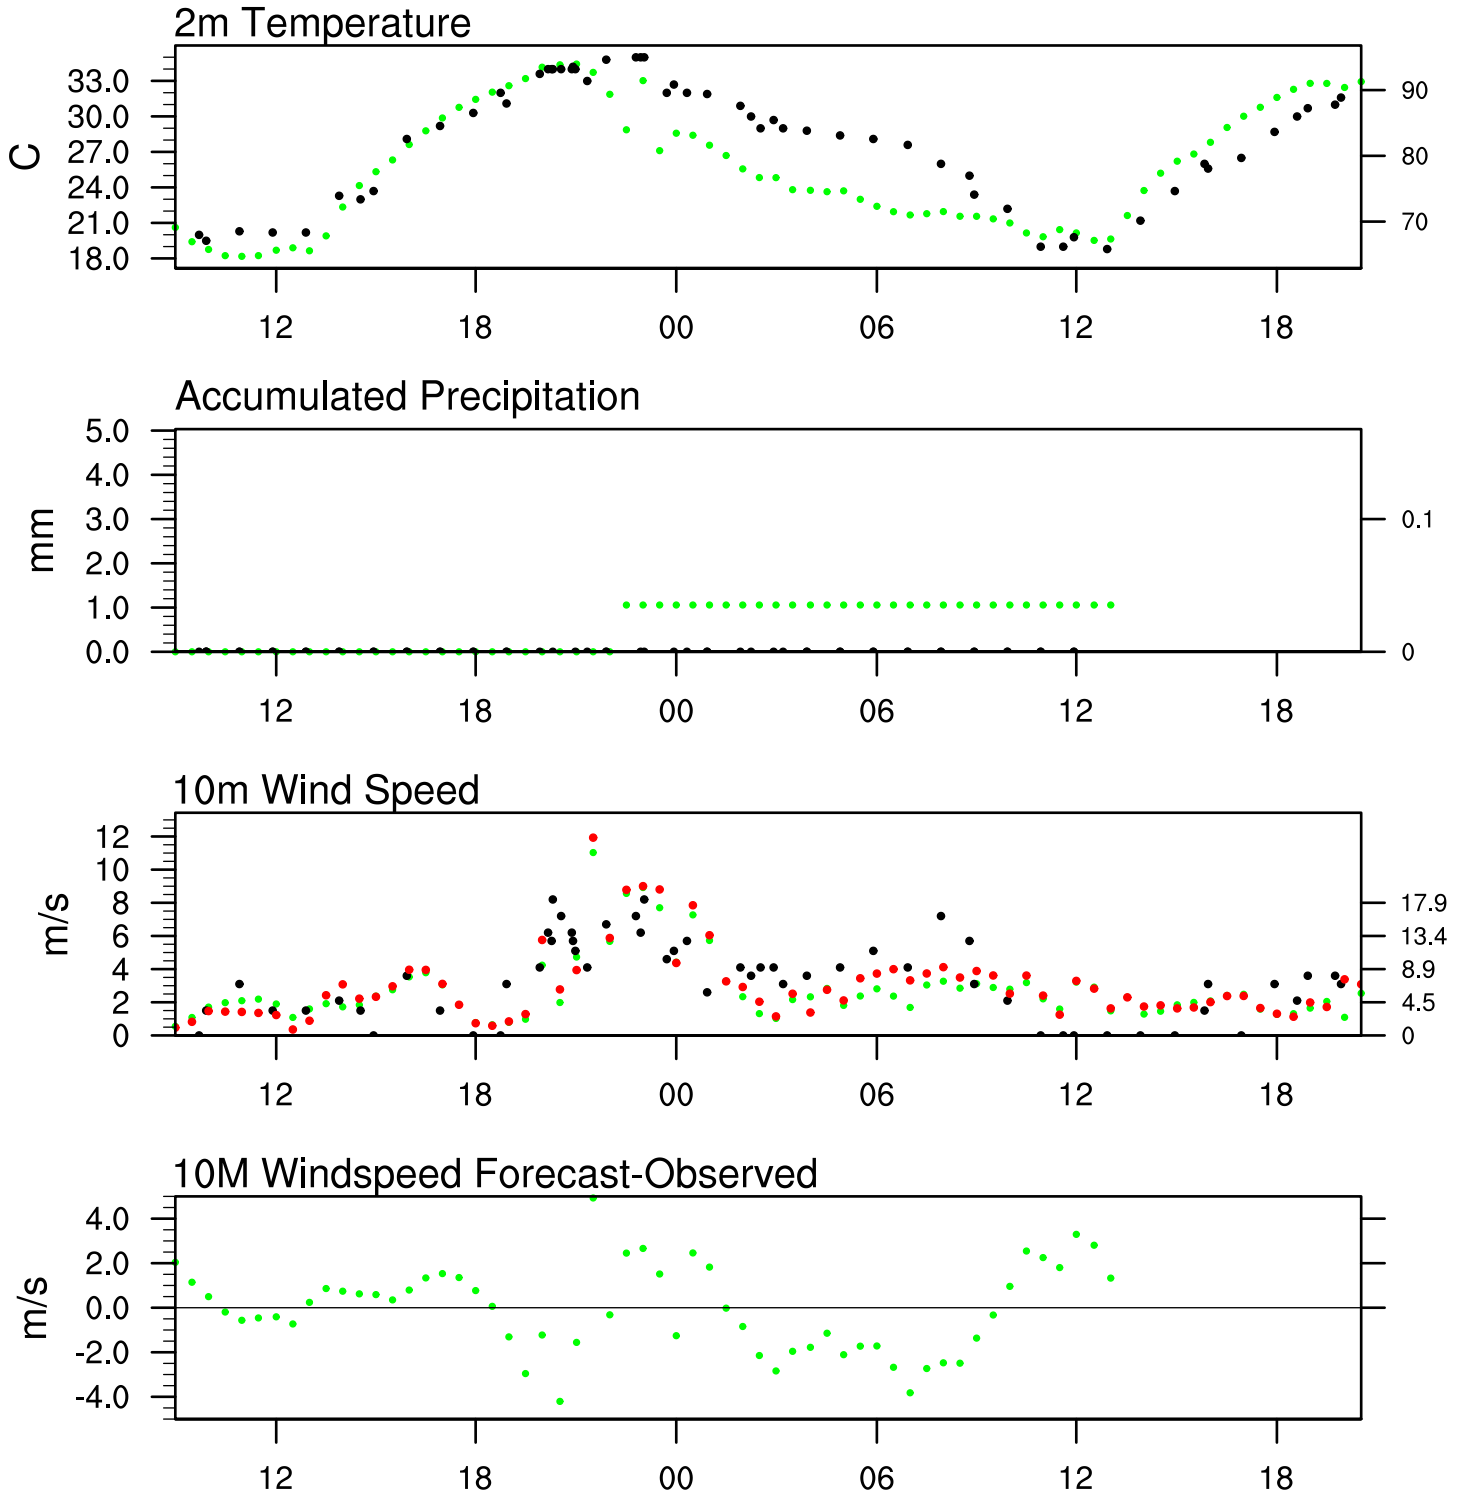 2m Temperature
33.0
30.0
27.0
24.0
21.0
18.0
C
90
80
70
12 18 00 06 12 18
Accumulated Precipitation
5.0
4.0
3.0
2.0
1.0
0.0
mm
0.1
0
12 18 00 06 12 18
10m Wind Speed
12
10
8
6
4
2
0
m/s
17.9
13.4
8.9
4.5
0
12 18 00 06 12 18
10M Windspeed Forecast-Observed
4.0
2.0
0.0
-2.0
-4.0
m/s
12 18 00 06 12 18